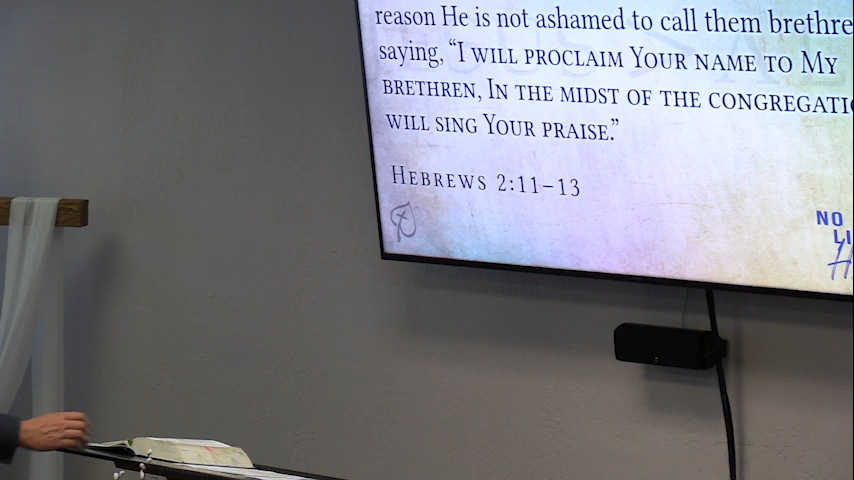 reason He is not ashamed to call them
saying, “I WILL PROCLAIM YOUR NAME TO MY
BRETHREN, IN THE MIDST OF THE
WILL SING YOUR PRAISE.”
HEBREWS 2:11–13
NO